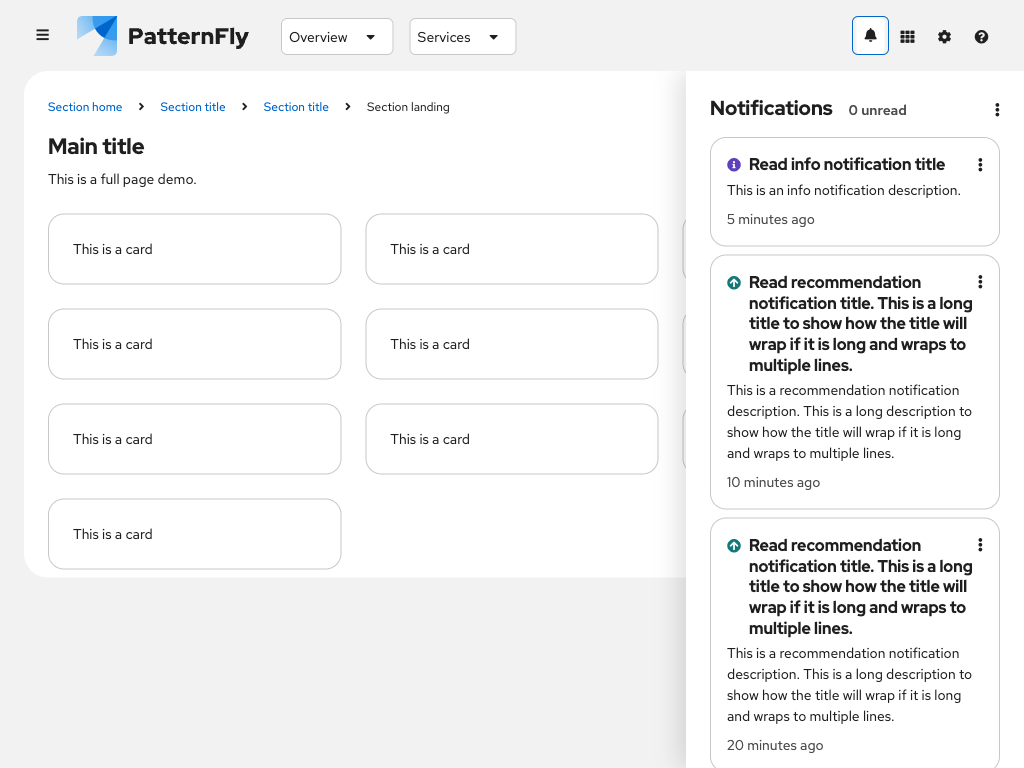 PatternFly
Overview
Services
Section home
Section title
Section title
Section landing
Main title
This is a full page demo.
This is a card
This is a card
This is a card
This is a card
This is a card
This is a card
This is a card
Notifications
0 unread
Read info notification title
This is an info notification description.
5 minutes ago
Read recommendation
notification title. This is a long
title to show how the title will
wrap if it is long and wraps to
multiple lines.
This is a recommendation notification
description. This is a long description to
show how the title will wrap if it is long
and wraps to multiple lines.
10 minutes ago
Read recommendation
notification title. This is a long
title to show how the title will
wrap if it is long and wraps to
multiple lines.
This is a recommendation notification
description. This is a long description to
show how the title will wrap if it is long
and wraps to multiple lines.
20 minutes ago